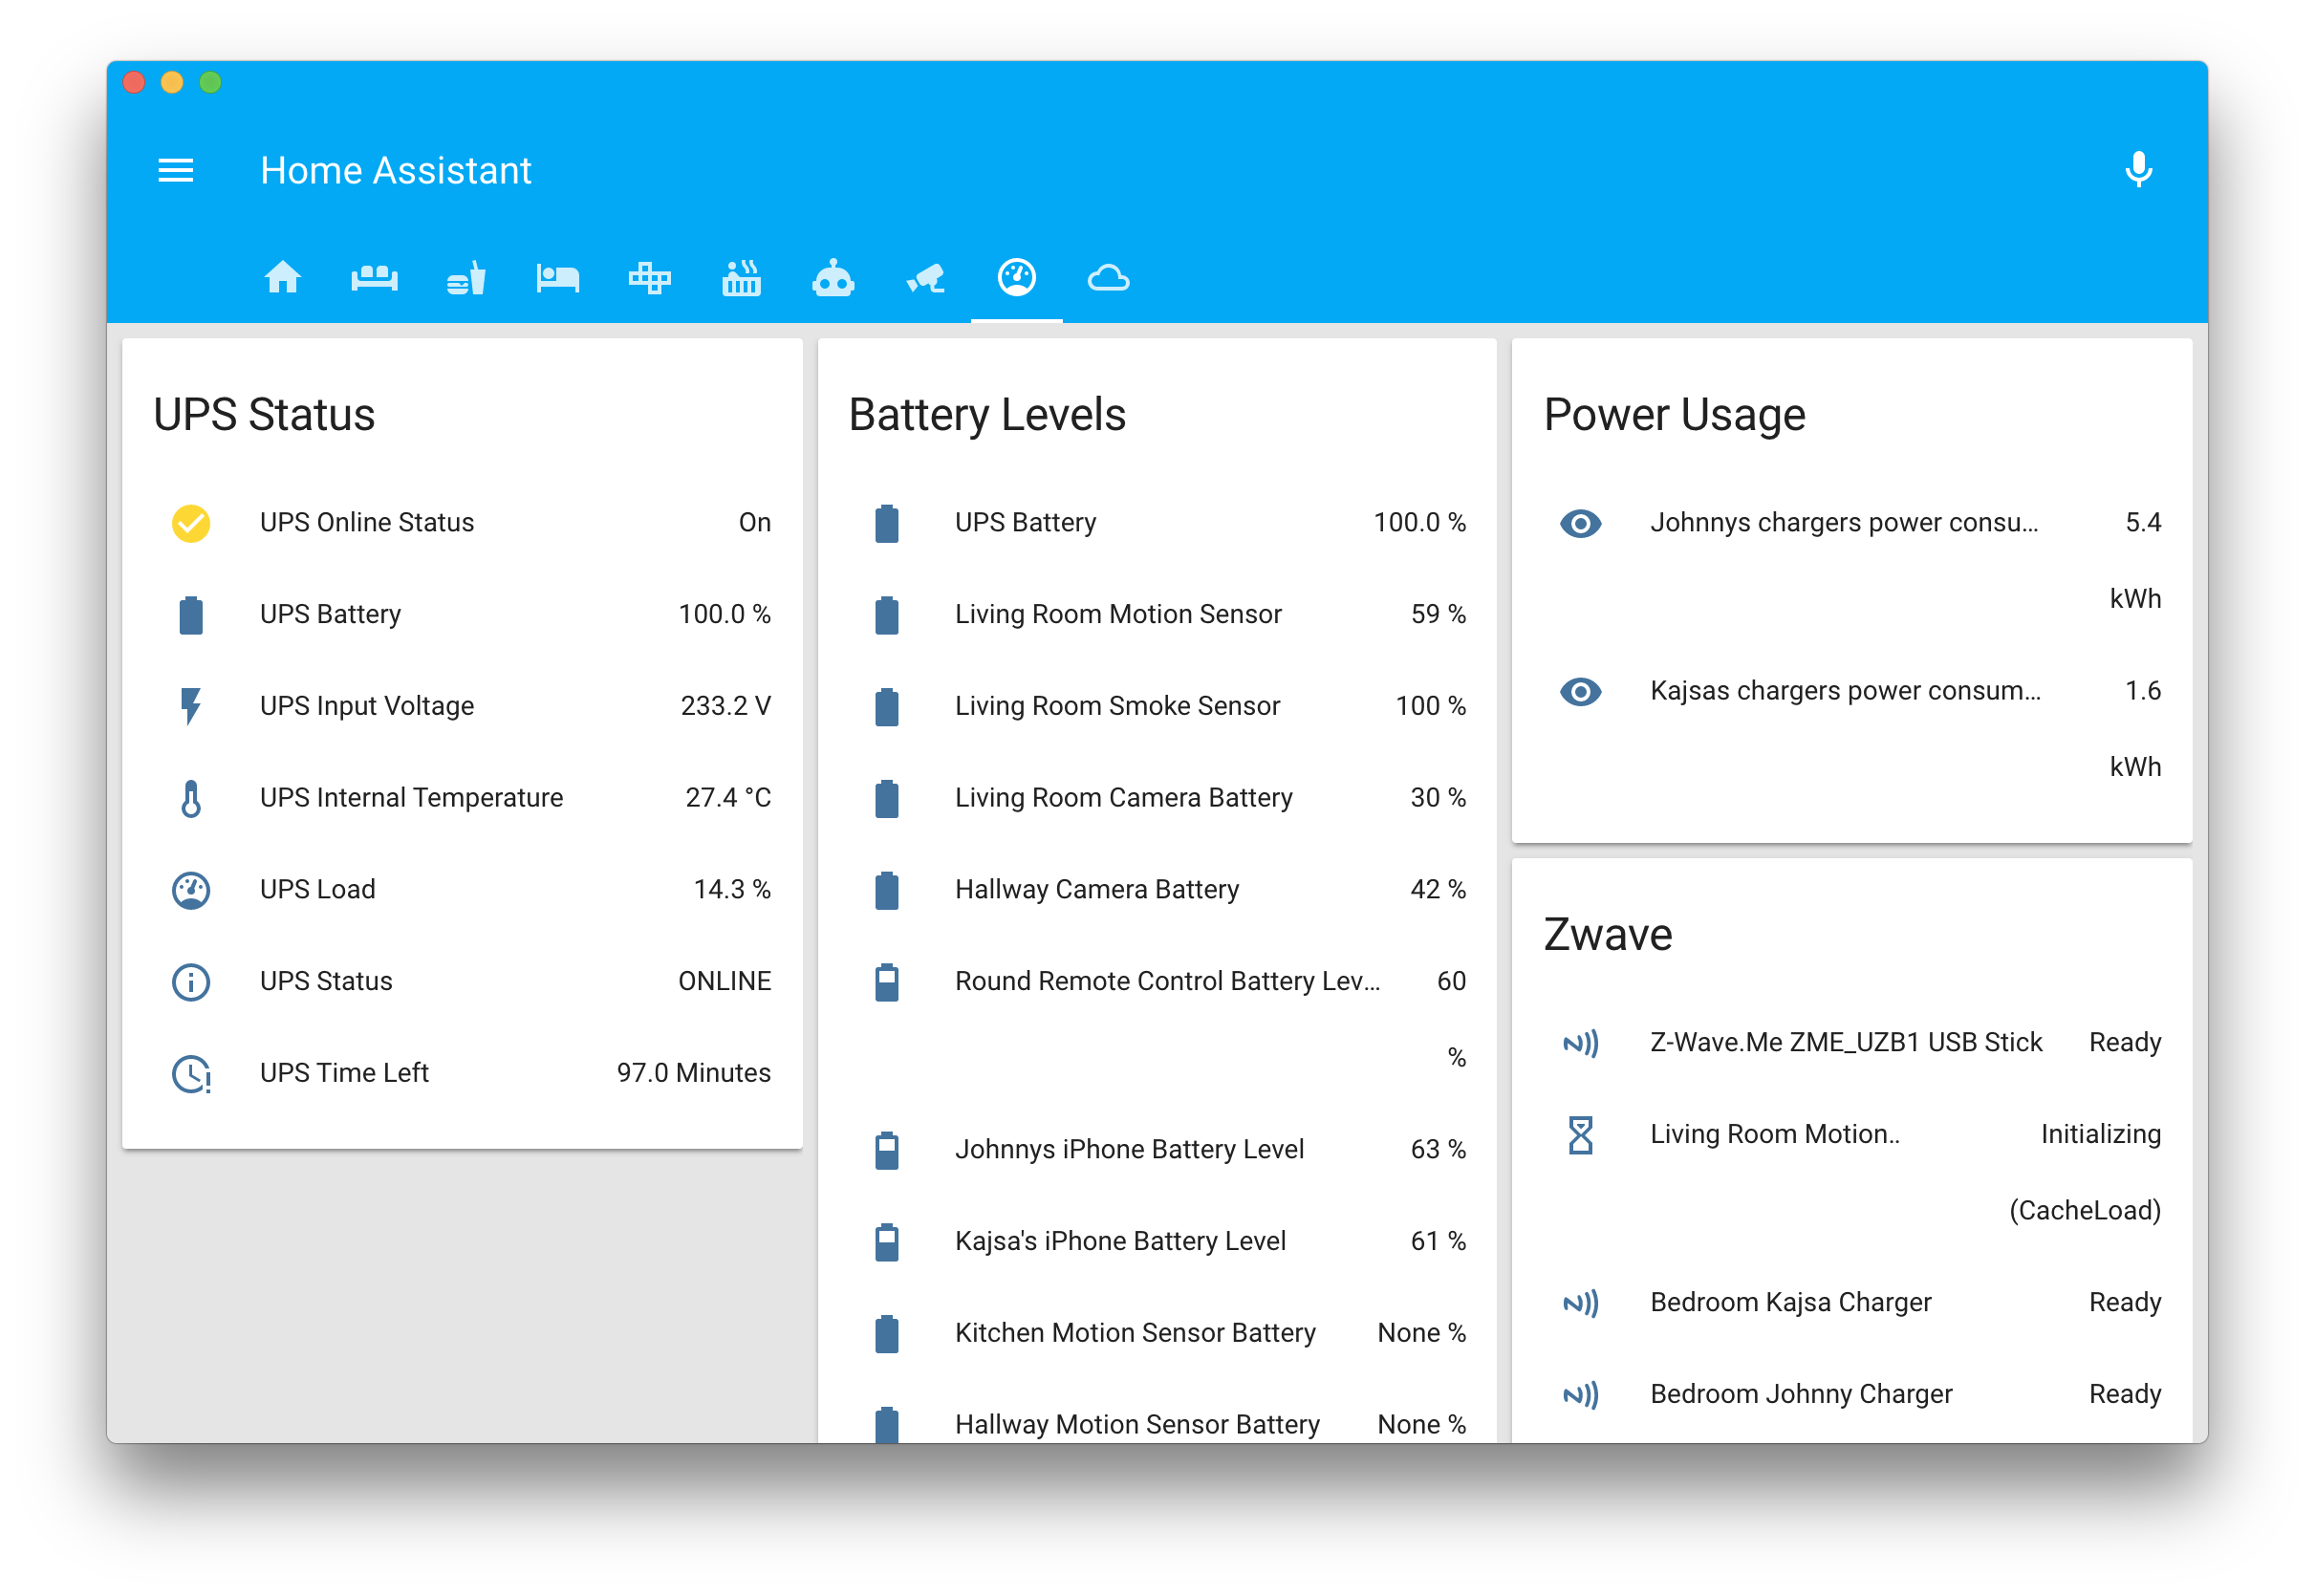 Home Assistant
UPS Status
UPS Online Status On
UPS Battery 100.0 %
UPS Input Voltage 233.2 V
UPS Internal Temperature 27.4 °C
UPS Load 14.3 %
UPS Status ONLINE
UPS Time Left 97.0 Minutes
Battery Levels
UPS Battery 100.0 %
Living Room Motion Sensor 59 %
Living Room Smoke Sensor 100 %
Living Room Camera Battery 30 %
Hallway Camera Battery 42 %
Round Remote Control Battery Lev... 60
%
Johnnys iPhone Battery Level 63 %
Kajsa's iPhone Battery Level 61 %
Kitchen Motion Sensor Battery None %
Hallway Motion Sensor Battery None %
Power Usage
Johnnys chargers power consu... 5.4
kWh
Kajsas chargers power consum... 1.6
kWh
Zwave
Z-Wave.Me ZME_UZB1 USB Stick Ready
Living Room Motion.. Initializing
(CacheLoad)
Bedroom Kajsa Charger Ready
Bedroom Johnny Charger Ready